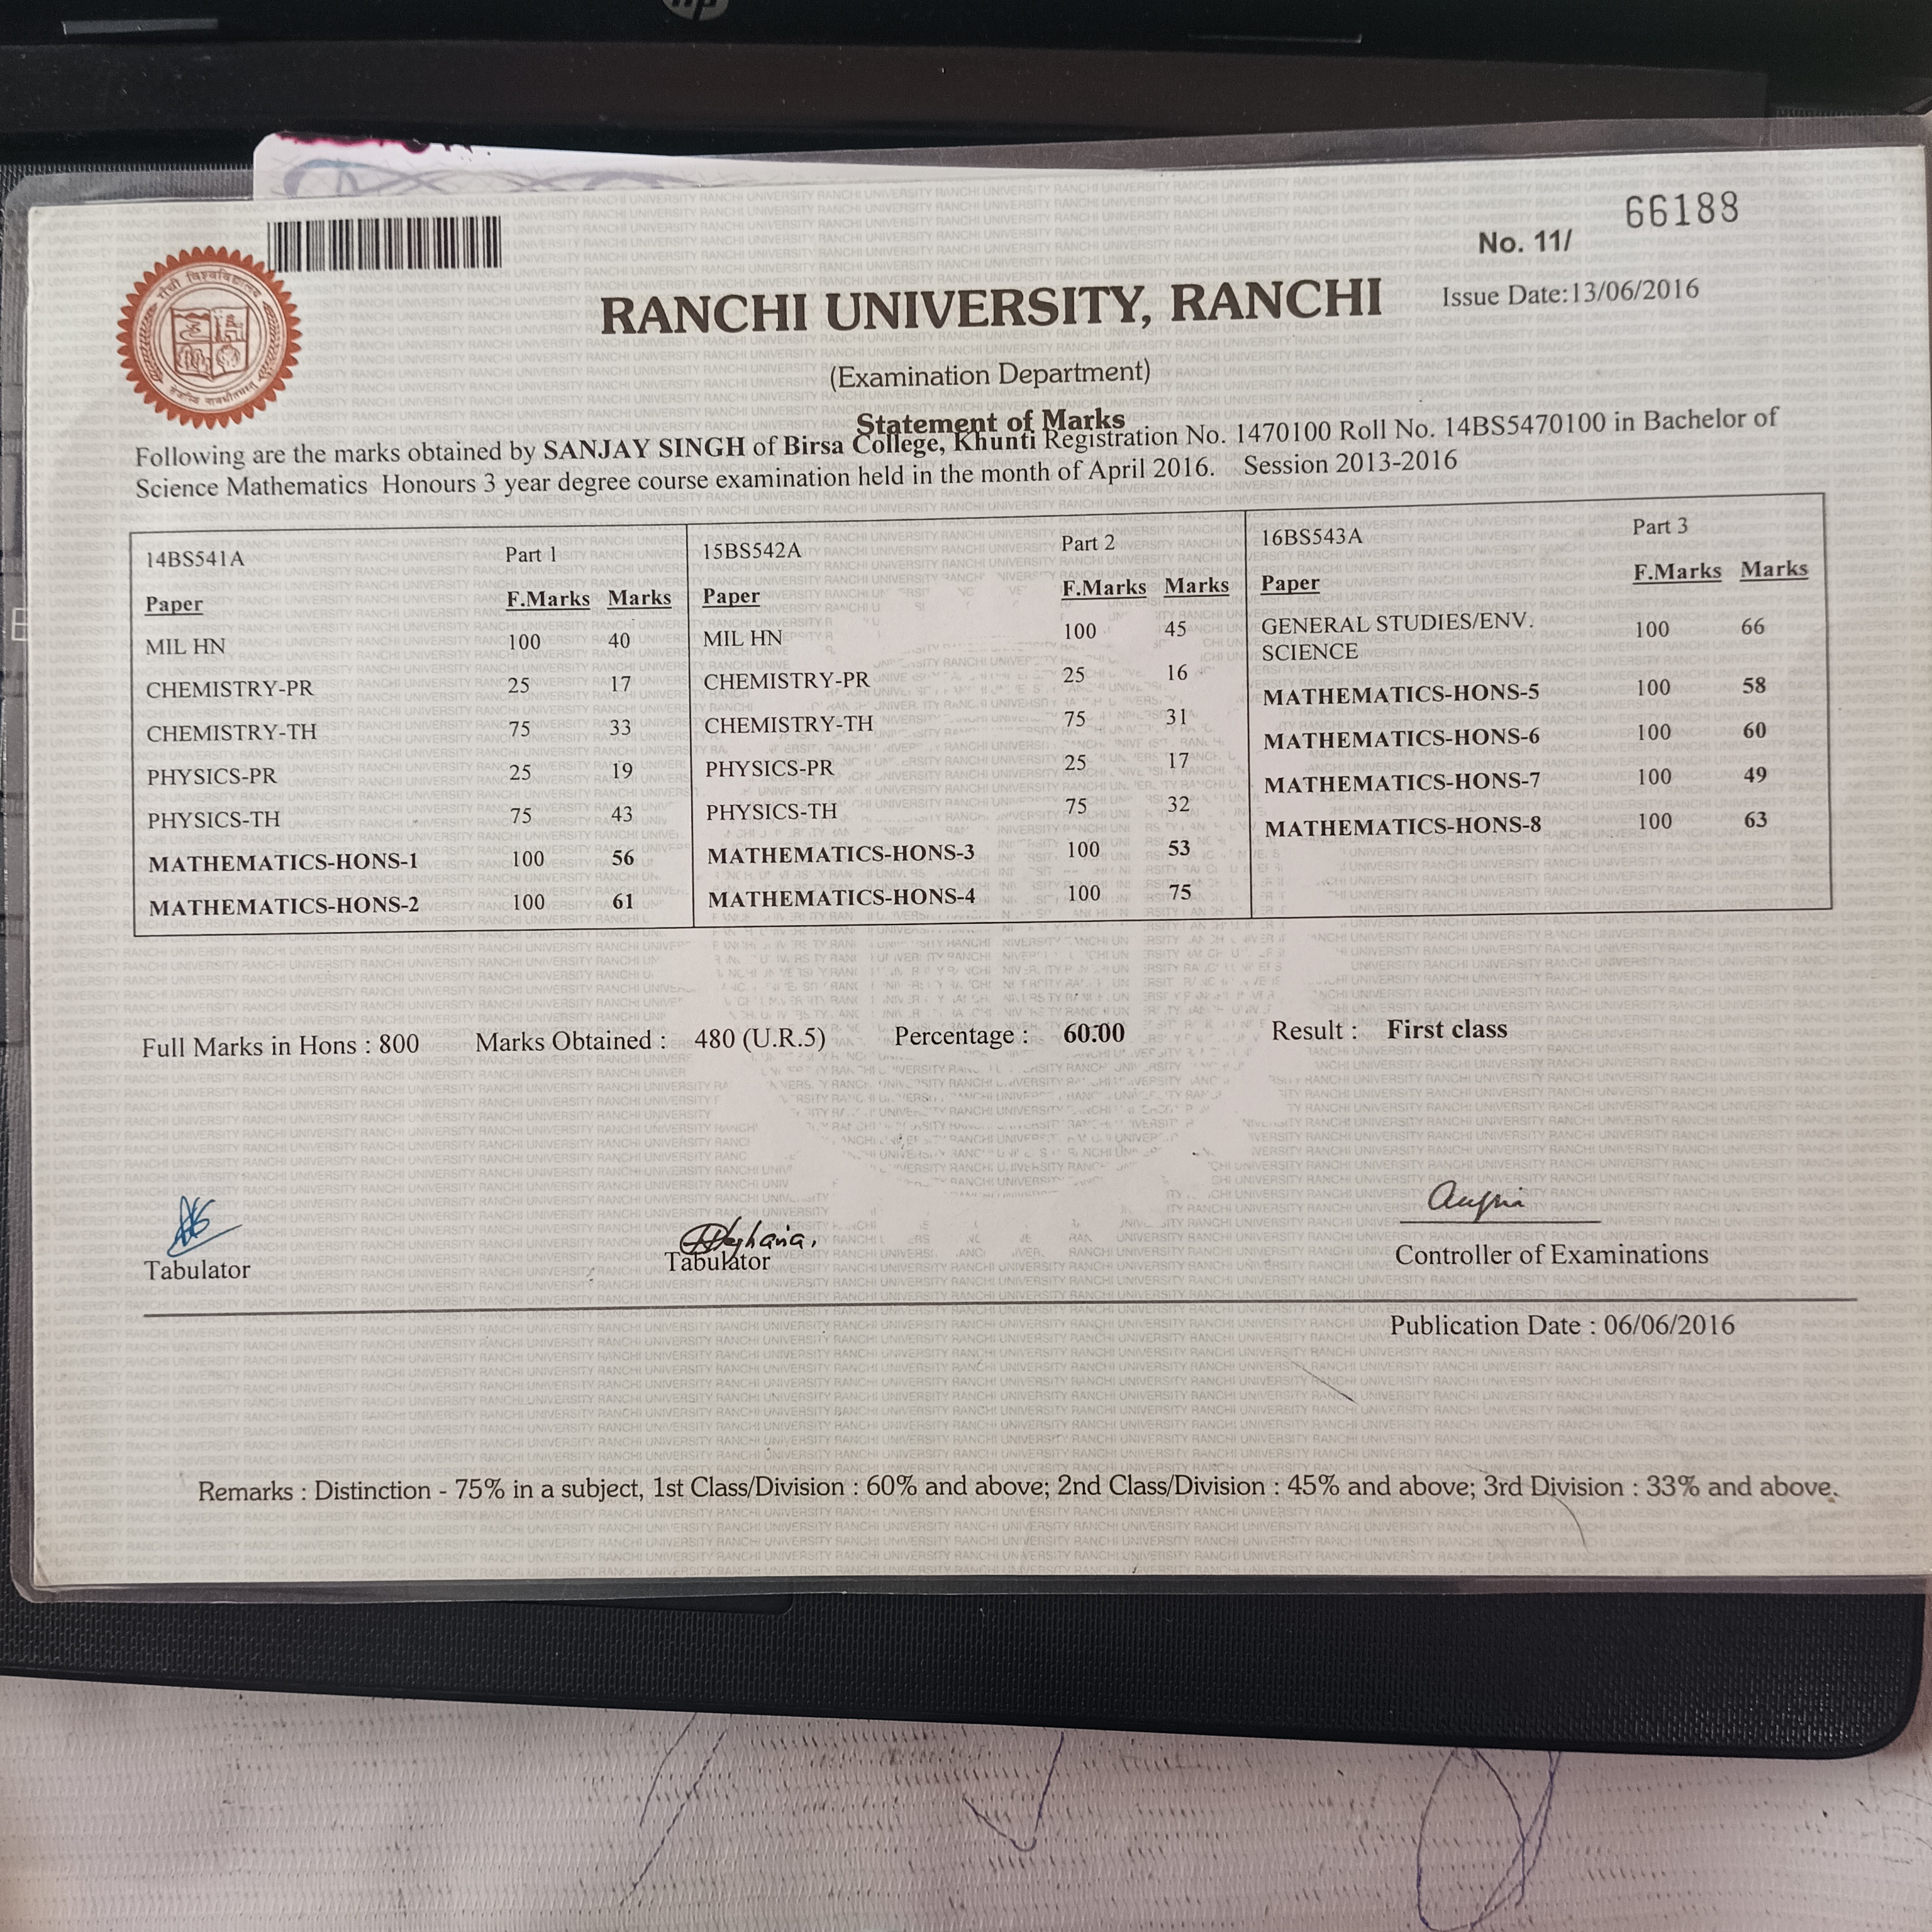 66188
No. 11/
RANCHI UNIVERSITY, RANCHI
Issue Date:13/06/2016
(Examination Department)
Statement of Marks
Following are the marks obtained by SANJAY SINGH of Birsa College, Khunti Registration No. 1470100 Roll No. 14BS5470100 in Bachelor of
Science Mathematics Honours 3 year degree course examination held in the month of April 2016. Session 2013-2016
14BS541A Part 1
Paper F.Marks Marks
MIL HN 100 40
CHEMISTRY-PR 25 17
CHEMISTRY-TH 75 33
PHYSICS-PR 25 19
PHYSICS-TH 75 43
MATHEMATICS-HONS-1 100 56
MATHEMATICS-HONS-2 100 61
15BS542A Part 2
Paper F.Marks Marks
MIL HN 100 45
CHEMISTRY-PR 25 16
CHEMISTRY-TH 75 31
PHYSICS-PR 25 17
PHYSICS-TH 75 32
MATHEMATICS-HONS-3 100 53
MATHEMATICS-HONS-4 100 75
16BS543A Part 3
Paper F.Marks Marks
GENERAL STUDIES/ENV. 100 66
SCIENCE
MATHEMATICS-HONS-5 100 58
MATHEMATICS-HONS-6 100 60
MATHEMATICS-HONS-7 100 49
MATHEMATICS-HONS-8 100 63
Full Marks in Hons : 800 Marks Obtained : 480 (U.R.5) Percentage : 60.00 Result : First class
Tabulator
Tabulator
Controller of Examinations
Publication Date : 06/06/2016
Remarks : Distinction - 75% in a subject, 1st Class/Division : 60% and above; 2nd Class/Division : 45% and above; 3rd Division : 33% and above.